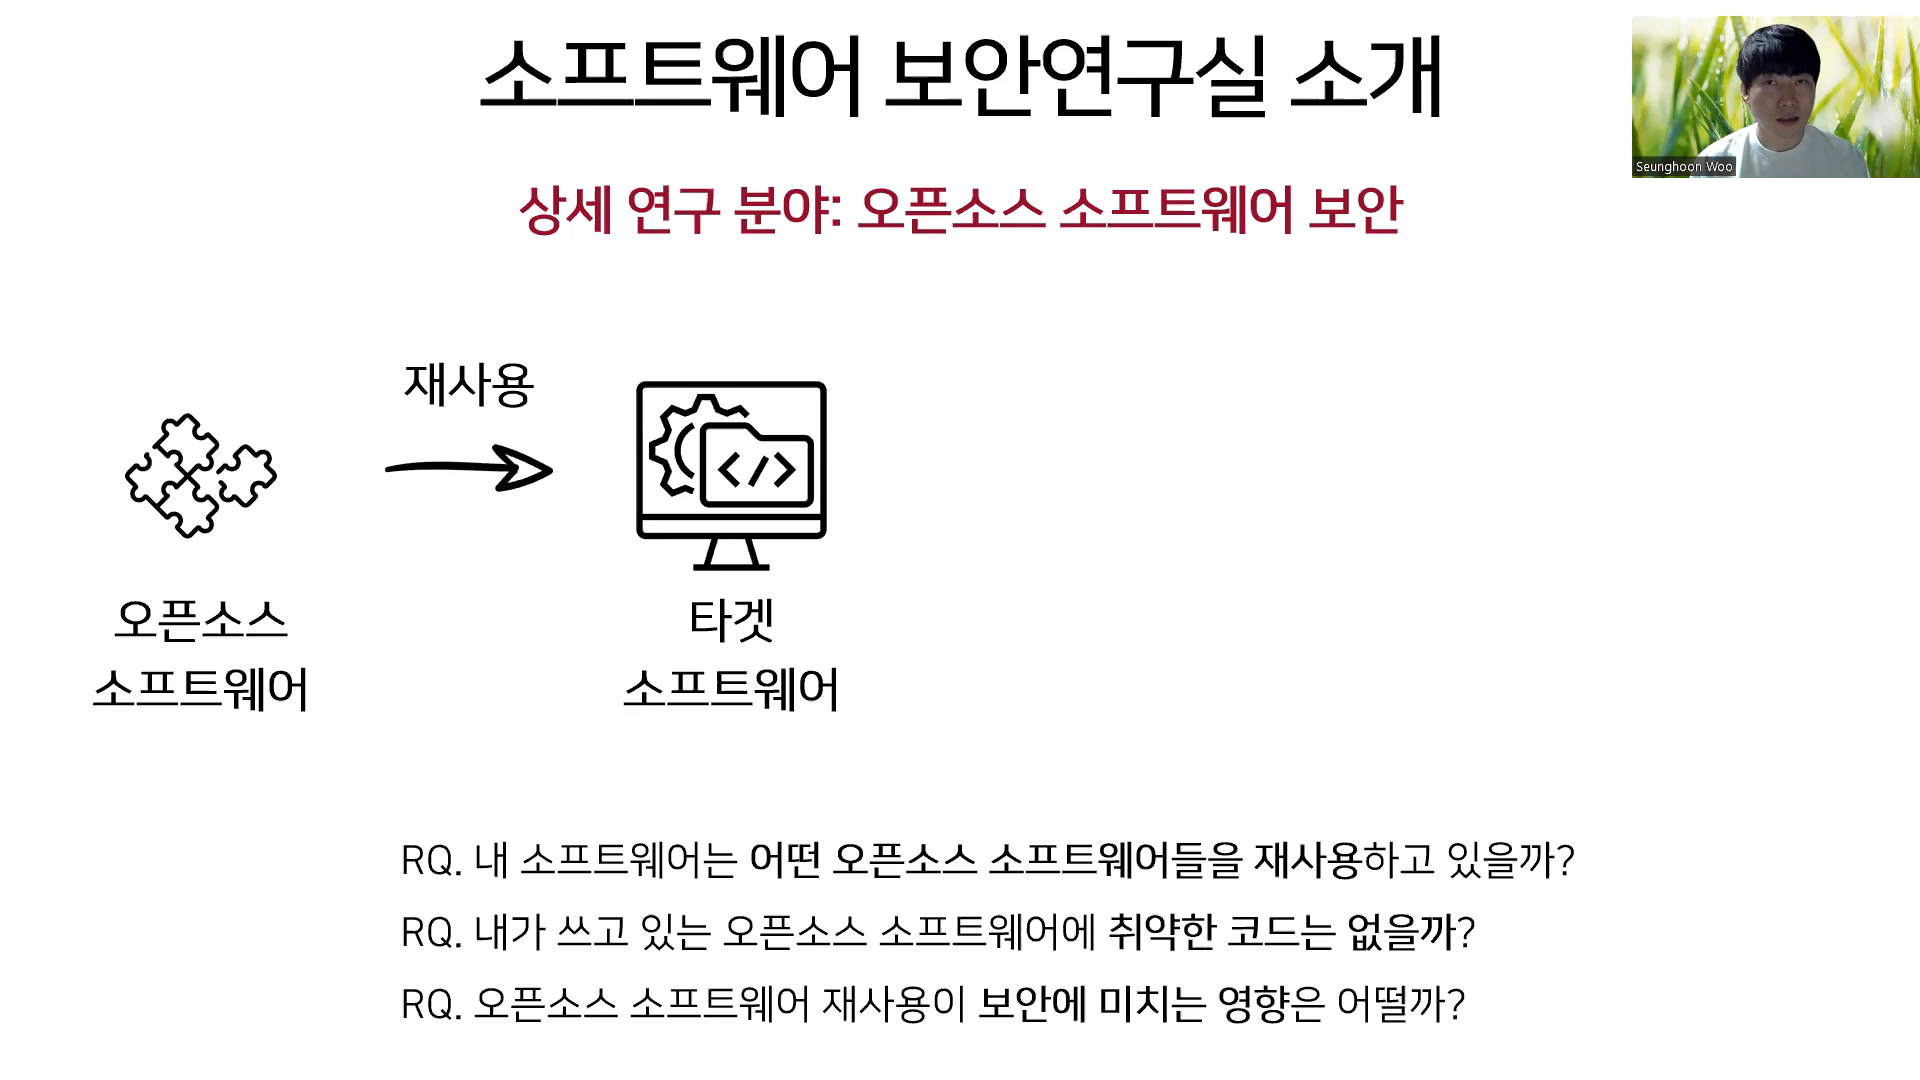 소프트웨어 보안연구실 소개
Seunghoon Woo
상세 연구 분야: 오픈소스 소프트웨어 보안
재사용
</>
오픈소스
소프트웨어
타겟
소프트웨어
RQ. 내 소프트웨어는 어떤 오픈소스 소프트웨어들을 재사용하고 있을까?
RQ. 내가 쓰고 있는 오픈소스 소프트웨어에 취약한 코드는 없을까?
RQ. 오픈소스 소프트웨어 재사용이 보안에 미치는 영향은 어떨까?